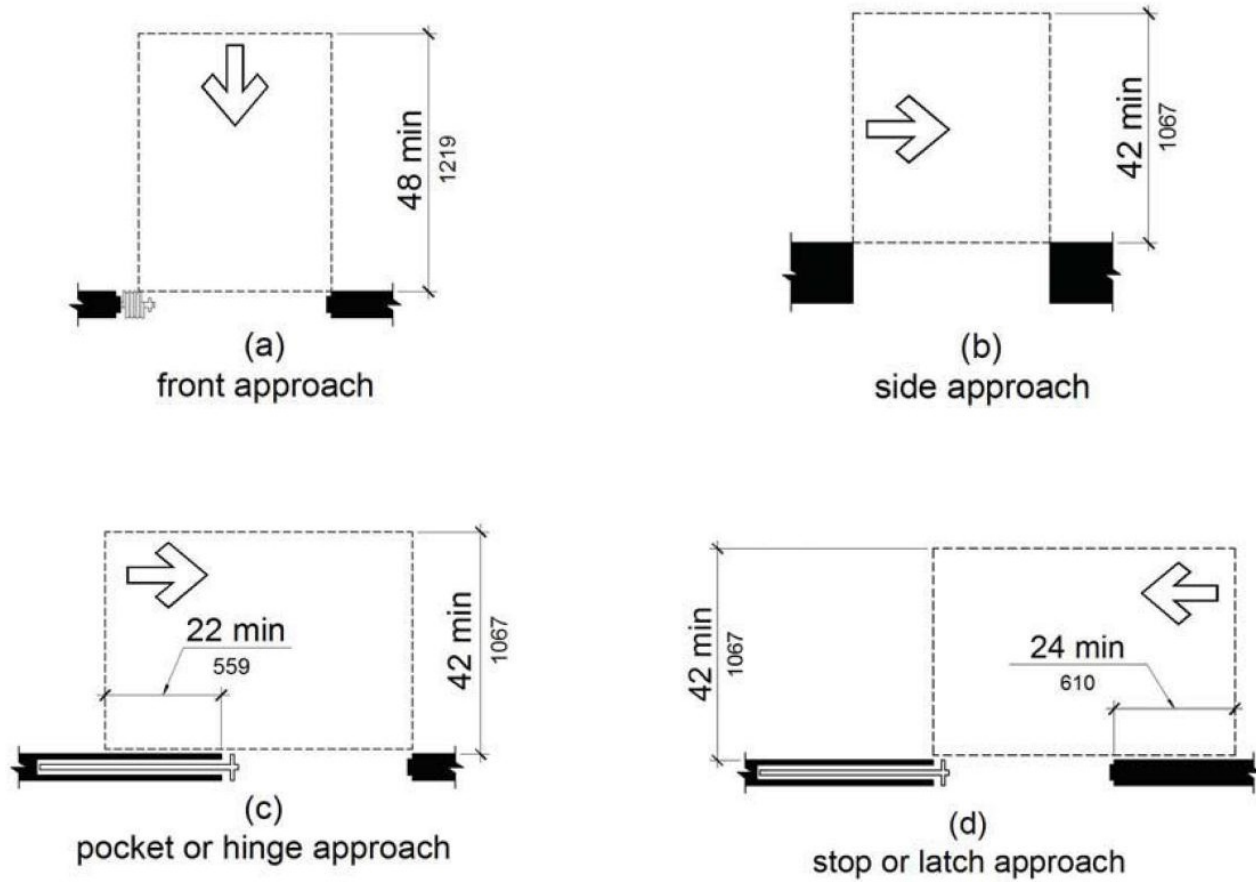 48 min
1219
(a)
front approach
42 min
1067
(b)
side approach
22 min
559
42 min
1067
(c)
pocket or hinge approach
42 min
1067
24 min
610
(d)
stop or latch approach